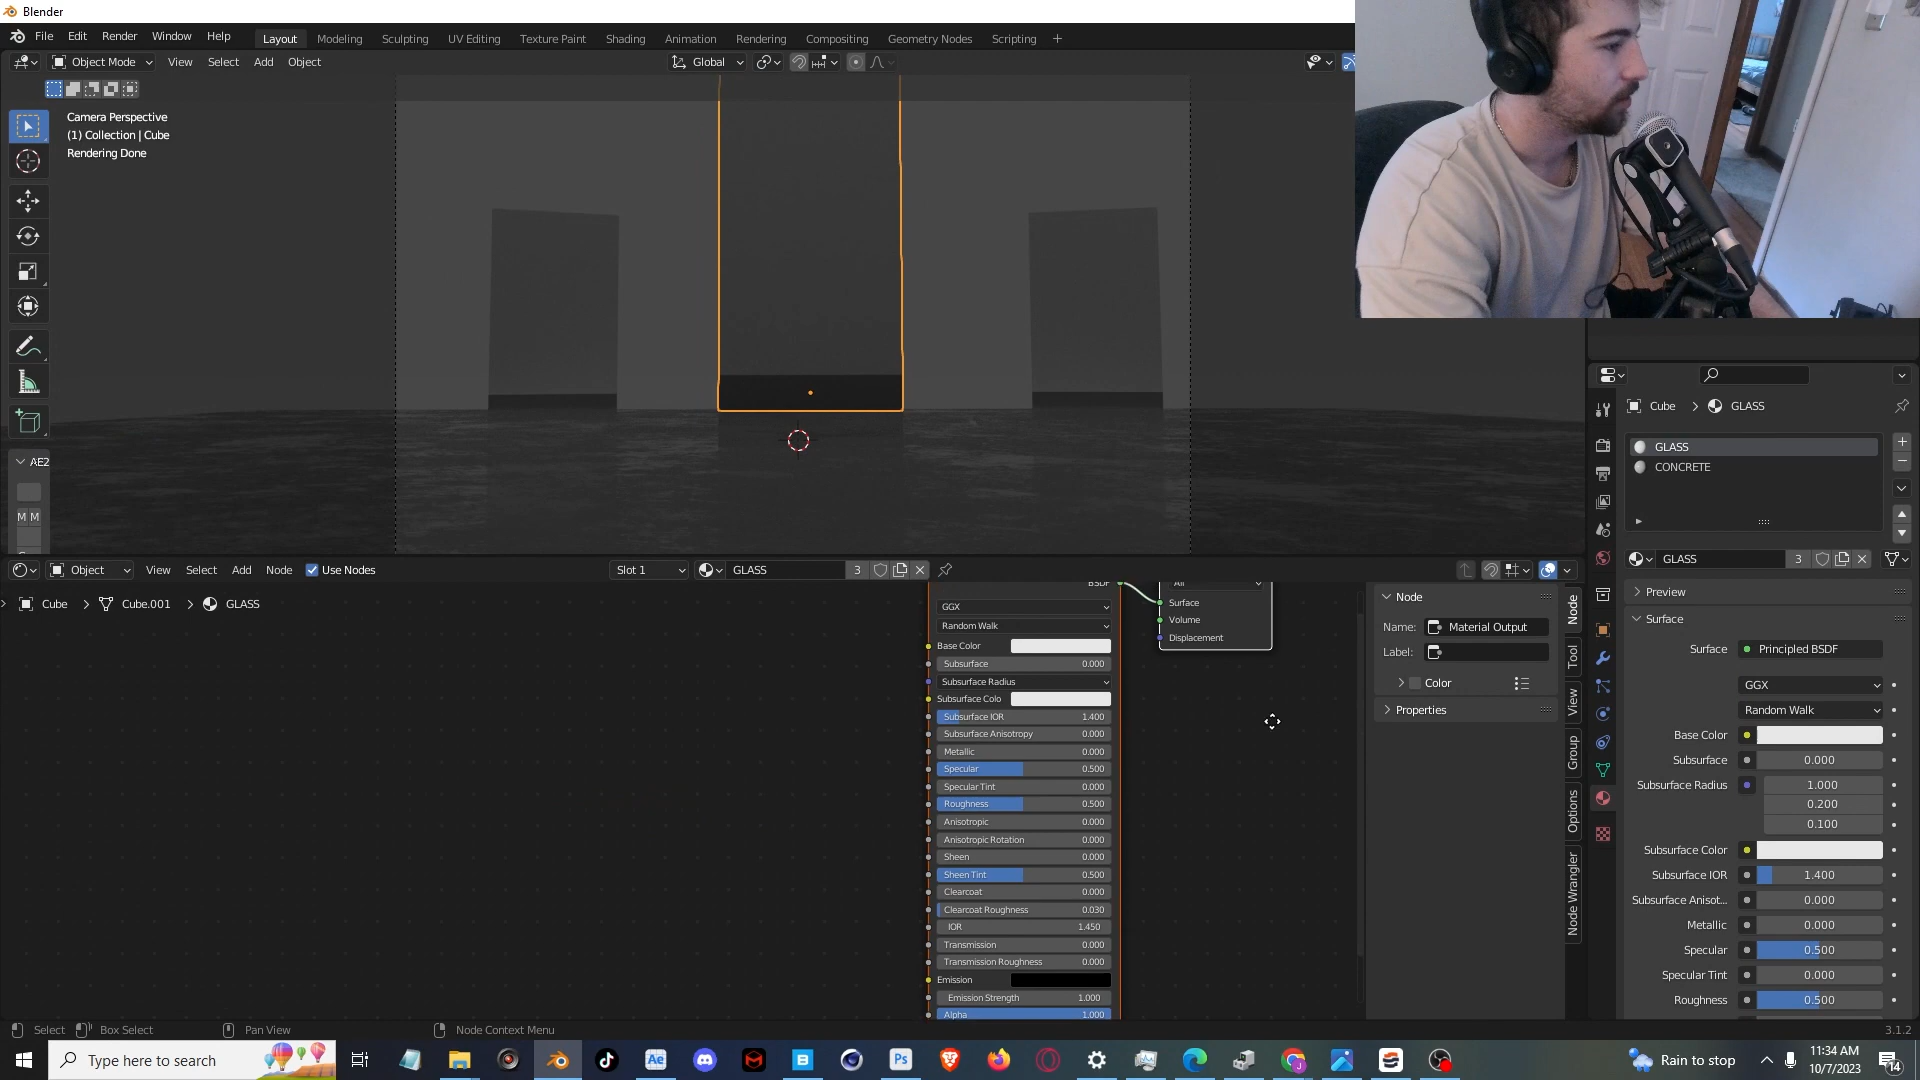 Blender
File Edit Render Window Help
Layout Modeling Sculpting UV Editing Texture Paint Shading Animation Rendering Compositing Geometry Nodes Scripting
Object Mode View Select Add Object Global
Camera Perspective
(1) Collection | Cube
Rendering Done
AE2
M M
Object View Select Add Node Use Nodes Slot 1 GLASS 3
Cube Cube.001 GLASS
BSDF
GGX
Random Walk
Base Color
Subsurface 0.000
Subsurface Radius
Subsurface Colo
Subsurface IOR 1.400
Subsurface Anisotropy 0.000
Metallic 0.000
Specular 0.500
Specular Tint 0.000
Roughness 0.500
Anisotropic 0.000
Anisotropic Rotation 0.000
Sheen 0.000
Sheen Tint 0.500
Clearcoat 0.000
Clearcoat Roughness 0.030
IOR 1.450
Transmission 0.000
Transmission Roughness 0.000
Emission
Emission Strength 1.000
Alpha 1.000
All
Surface
Volume
Displacement
Node
Name: Material Output
Label:
Color
Properties
Node
Tool
View
Group
Options
Node Wrangler
Cube GLASS
GLASS
CONCRETE
GLASS 3
Preview
Surface
Surface Principled BSDF
GGX
Random Walk
Base Color
Subsurface 0.000
Subsurface Radius 1.000
0.200
0.100
Subsurface Color
Subsurface IOR 1.400
Subsurface Anisot... 0.000
Metallic 0.000
Specular 0.500
Specular Tint 0.000
Roughness 0.500
Select Box Select Pan View Node Context Menu 3.1.2
Type here to search
Rain to stop
11:34 AM
10/7/2023
14